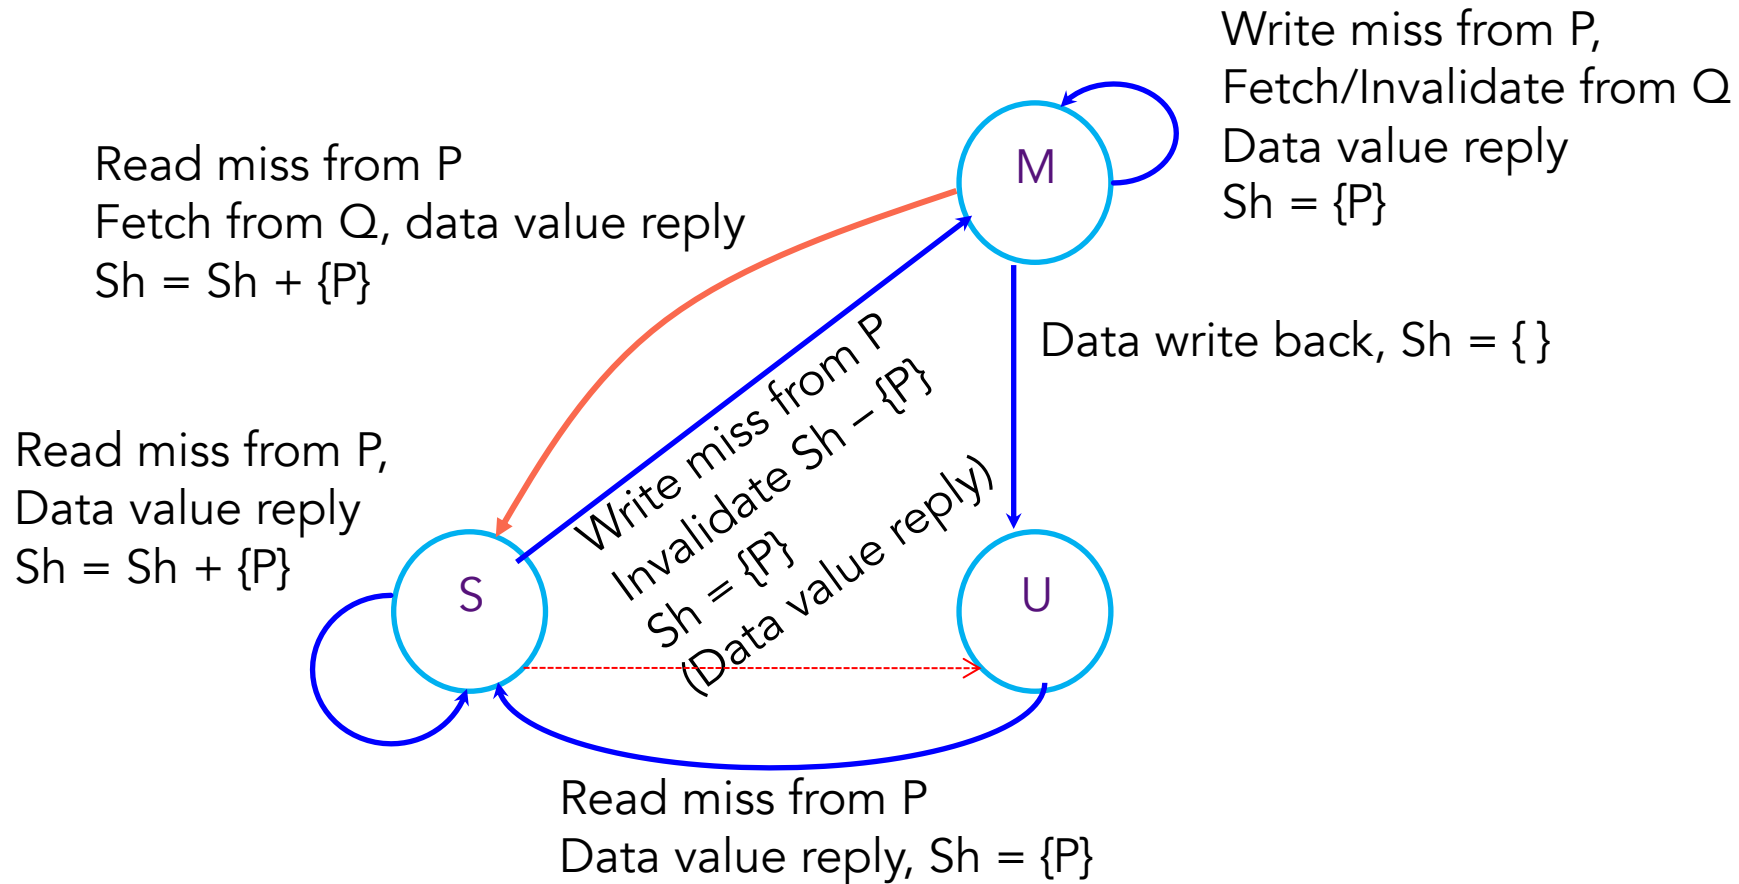 Write miss from P,
Fetch/Invalidate from Q
Data value reply
Sh = {P}
M
Read miss from P
Fetch from Q, data value reply
Sh = Sh + {P}
Data write back, Sh = { }
Write miss from P
Invalidate Sh – {P}
Sh = {P}
(Data value reply)
Read miss from P,
Data value reply
Sh = Sh + {P}
S
U
Read miss from P
Data value reply, Sh = {P}